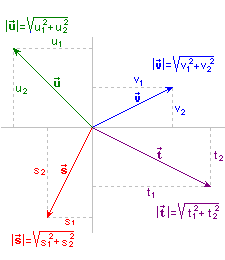 |u⃗|=√u₁²+u₂²
u₁
u₂
u⃗
|v⃗|=√v₁²+v₂²
v₁
v⃗
v₂
s₂
s⃗
s₁
|s⃗|=√s₁²+s₂²
t⃗
t₂
t₁
|t⃗|=√t₁²+t₂²